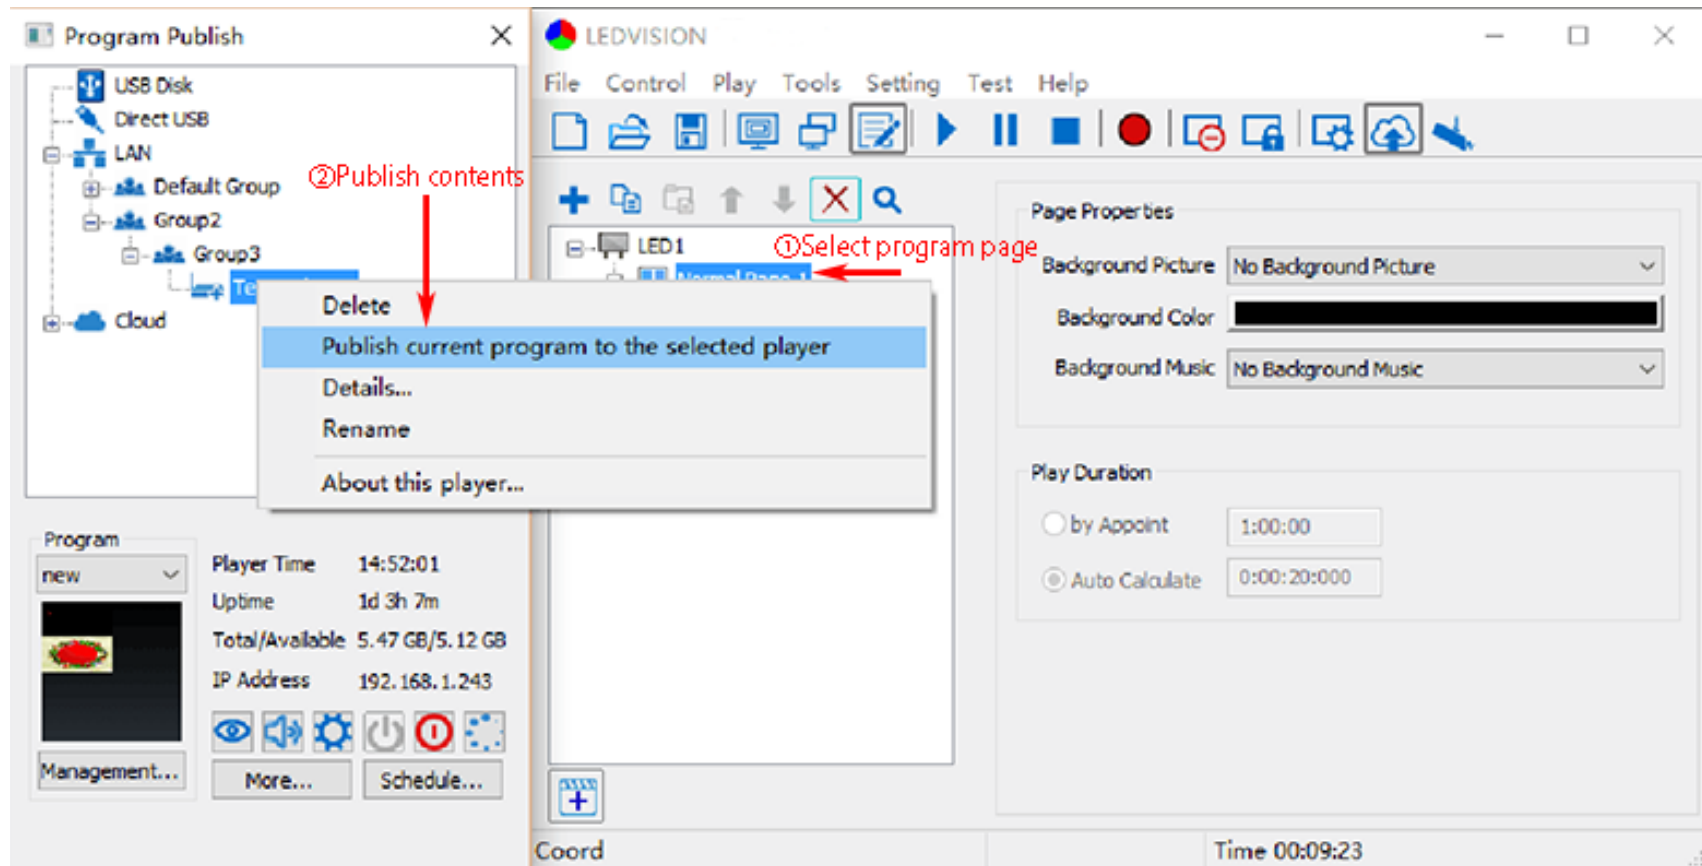 Program Publish
USB Disk
Direct USB
LAN
Default Group
Group2
Group3
Cloud
②Publish contents
Delete
Publish current program to the selected player
Details...
Rename
About this player...
Program
new
Management...
Player Time 14:52:01
Uptime 1d 3h 7m
Total/Available 5.47 GB/5.12 GB
IP Address 192.168.1.243
More... Schedule...
LEDVISION
File Control Play Tools Setting Test Help
LED1
①Select program page
Normal Page-1
Page Properties
Background Picture No Background Picture
Background Color
Background Music No Background Music
Play Duration
by Appoint 1:00:00
Auto Calculate 0:00:20:000
Coord
Time 00:09:23